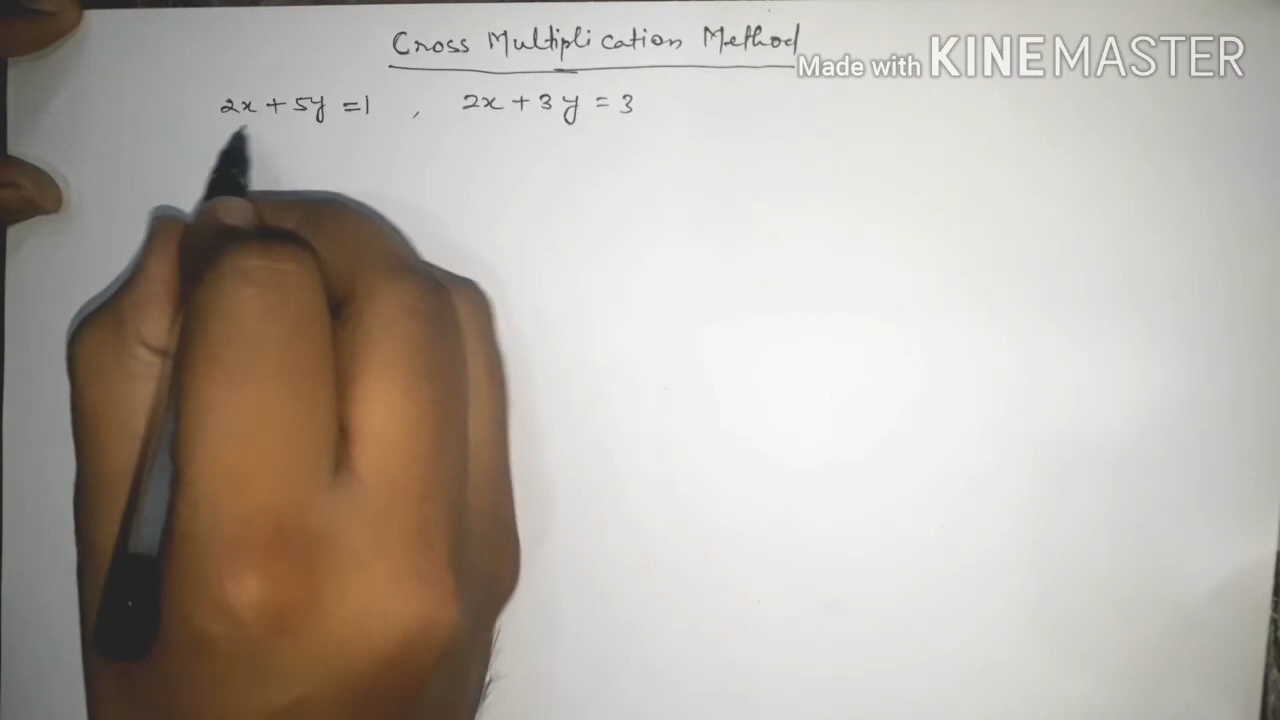 Cross Multiplication Method
Made with KINEMASTER
2x + 5y = 1 , 2x + 3y = 3